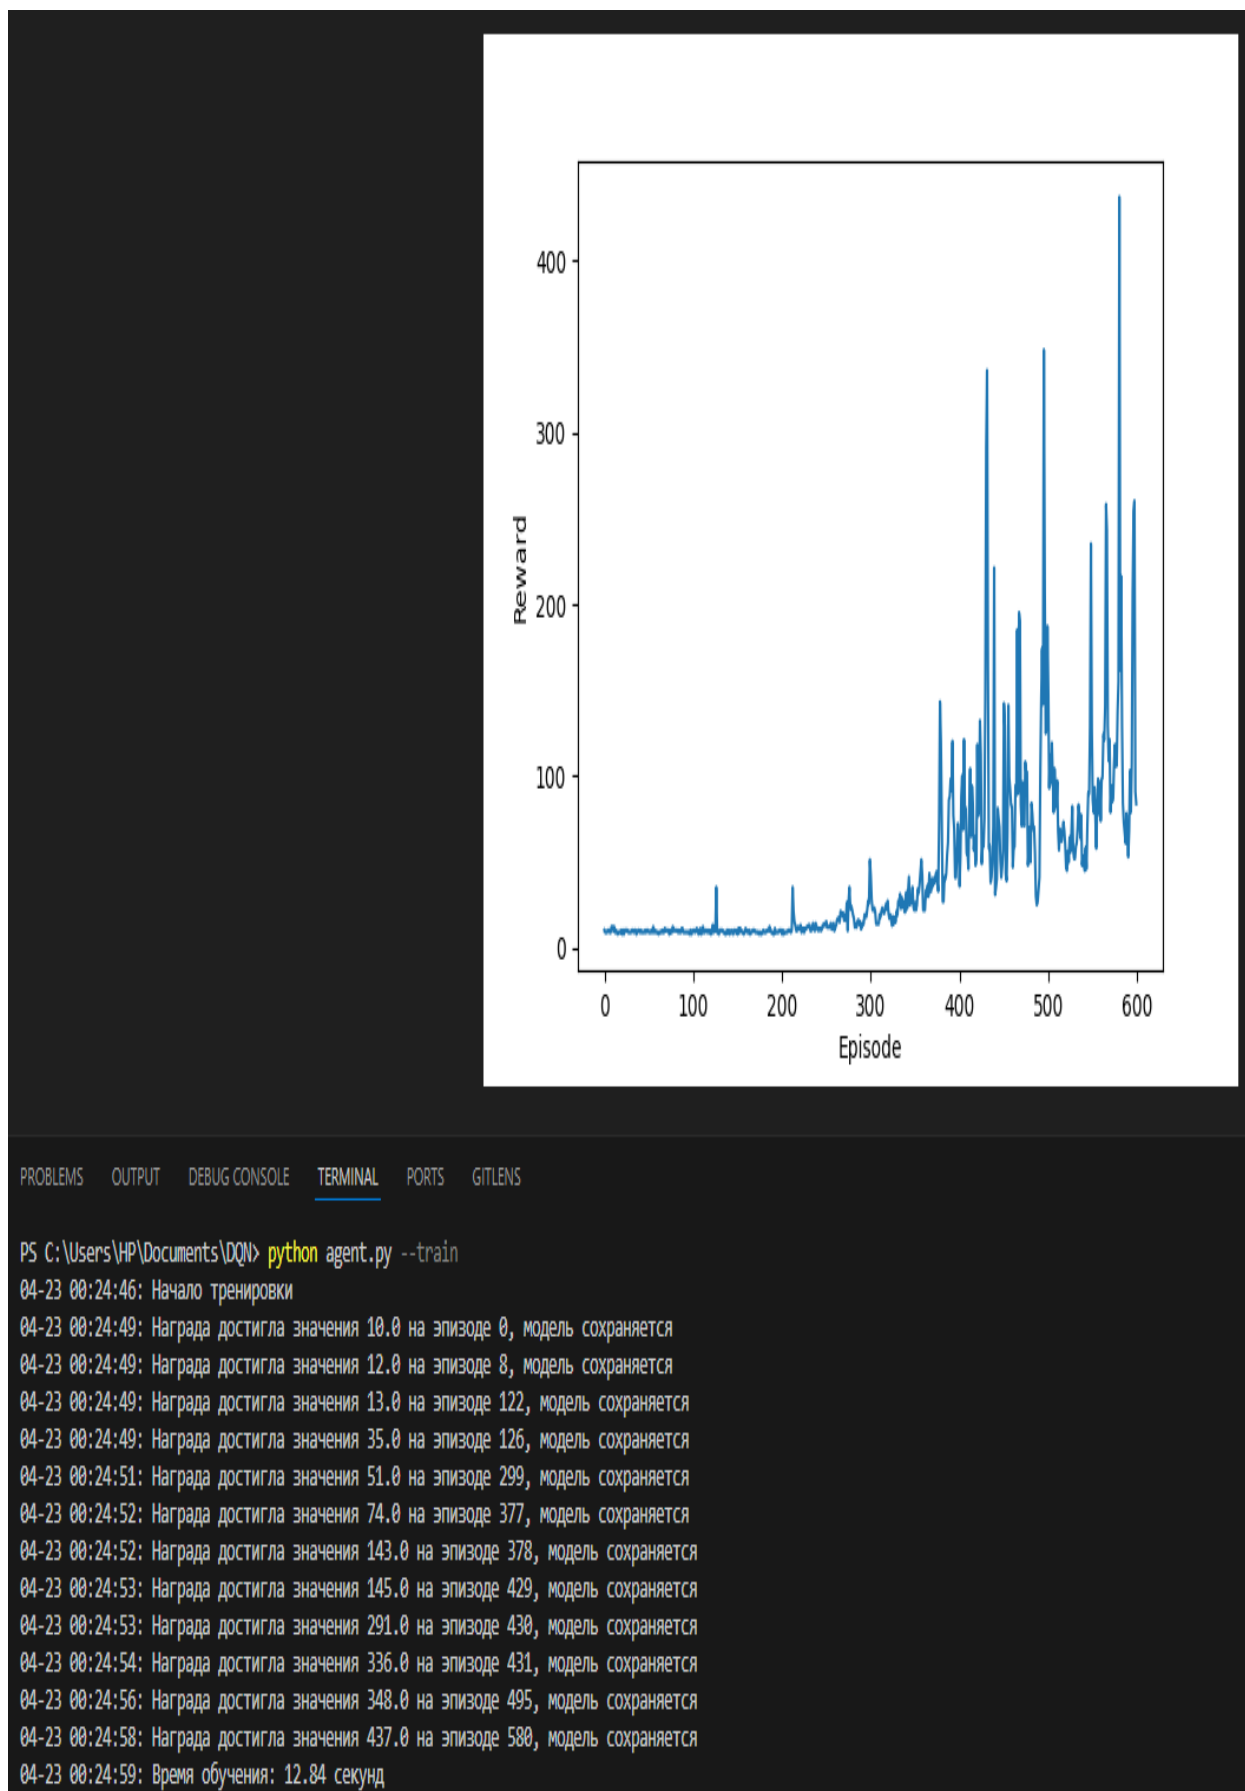 400
300
Reward
200
100
0
0 100 200 300 400 500 600
Episode
PROBLEMS OUTPUT DEBUG CONSOLE TERMINAL PORTS GITLENS
PS C:\Users\HP\Documents\DQN> python agent.py --train
04-23 00:24:46: Начало тренировки
04-23 00:24:49: Награда достигла значения 10.0 на эпизоде 0, модель сохраняется
04-23 00:24:49: Награда достигла значения 12.0 на эпизоде 8, модель сохраняется
04-23 00:24:49: Награда достигла значения 13.0 на эпизоде 122, модель сохраняется
04-23 00:24:49: Награда достигла значения 35.0 на эпизоде 126, модель сохраняется
04-23 00:24:51: Награда достигла значения 51.0 на эпизоде 299, модель сохраняется
04-23 00:24:52: Награда достигла значения 74.0 на эпизоде 377, модель сохраняется
04-23 00:24:52: Награда достигла значения 143.0 на эпизоде 378, модель сохраняется
04-23 00:24:53: Награда достигла значения 145.0 на эпизоде 429, модель сохраняется
04-23 00:24:53: Награда достигла значения 291.0 на эпизоде 430, модель сохраняется
04-23 00:24:54: Награда достигла значения 336.0 на эпизоде 431, модель сохраняется
04-23 00:24:56: Награда достигла значения 348.0 на эпизоде 495, модель сохраняется
04-23 00:24:58: Награда достигла значения 437.0 на эпизоде 580, модель сохраняется
04-23 00:24:59: Время обучения: 12.84 секунд